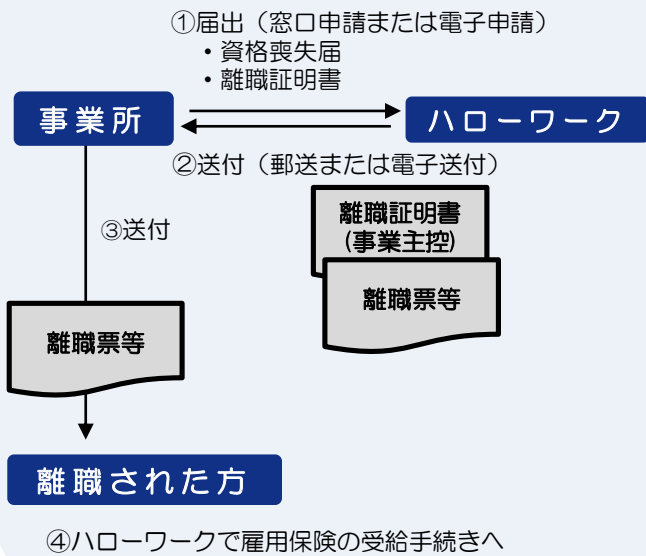 ①届出（窓口申請または電子申請）
・資格喪失届
・離職証明書
事業所
ハローワーク
②送付（郵送または電子送付）
離職証明書
(事業主控)
③送付
離職票等
離職票等
離職された方
④ハローワークで雇用保険の受給手続きへ